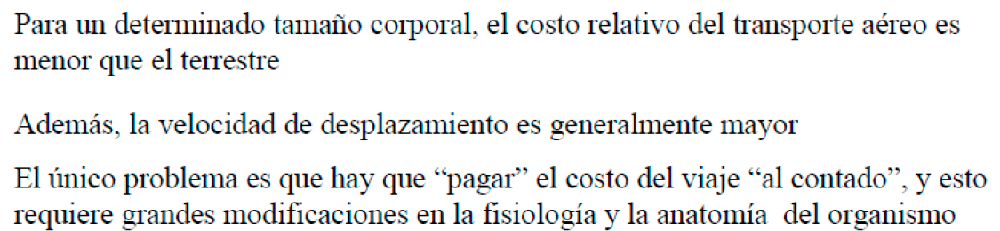 Para un determinado tamaño corporal, el costo relativo del transporte aéreo es
menor que el terrestre
Además, la velocidad de desplazamiento es generalmente mayor
El único problema es que hay que “pagar” el costo del viaje “al contado”, y esto
requiere grandes modificaciones en la fisiología y la anatomía  del organismo